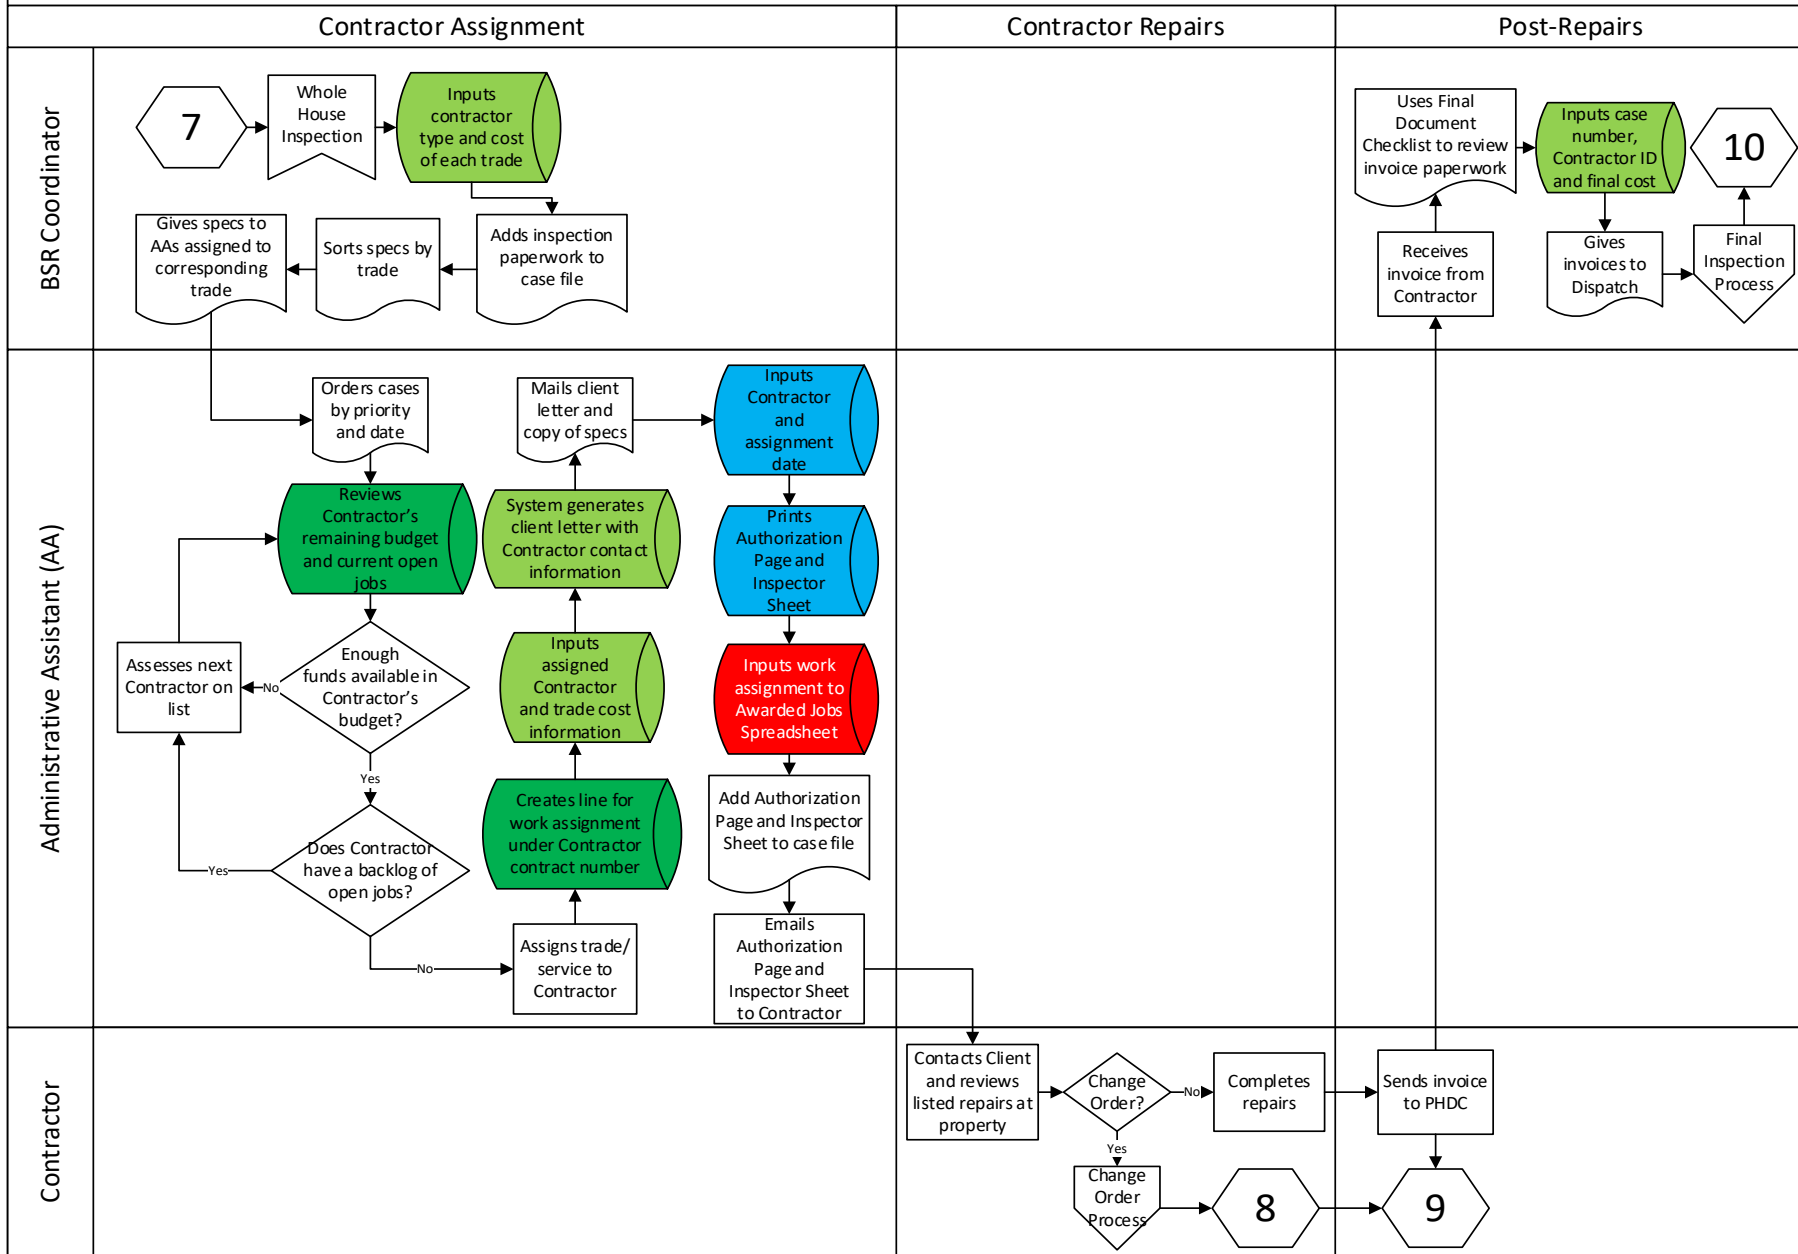 Contractor Assignment
Contractor Repairs
Post-Repairs
BSR Coordinator
7
Whole
House
Inspection
Inputs
contractor
type and cost
of each trade
Gives specs to
AAs assigned to
corresponding
trade
Sorts specs by
trade
Adds inspection
paperwork to
case file
Uses Final
Document
Checklist to review
invoice paperwork
Inputs case
number,
Contractor ID
and final cost
10
Receives
invoice from
Contractor
Gives
invoices to
Dispatch
Final
Inspection
Process
Administrative Assistant (AA)
Orders cases
by priority
and date
Reviews
Contractor’s
remaining budget
and current open
jobs
Enough
funds available in
Contractor’s
budget?
No
Assesses next
Contractor on
list
Yes
Does Contractor
have a backlog of
open jobs?
Yes
No
Assigns trade/
service to
Contractor
Creates line for
work assignment
under Contractor
contract number
Inputs
assigned
Contractor
and trade cost
information
System generates
client letter with
Contractor contact
information
Mails client
letter and
copy of specs
Inputs
Contractor
and
assignment
date
Prints
Authorization
Page and
Inspector
Sheet
Inputs work
assignment to
Awarded Jobs
Spreadsheet
Add Authorization
Page and Inspector
Sheet to case file
Emails
Authorization
Page and
Inspector Sheet
to Contractor
Contractor
Contacts Client
and reviews
listed repairs at
property
Change
Order?
No
Completes
repairs
Sends invoice
to PHDC
Yes
Change
Order
Process
8
9